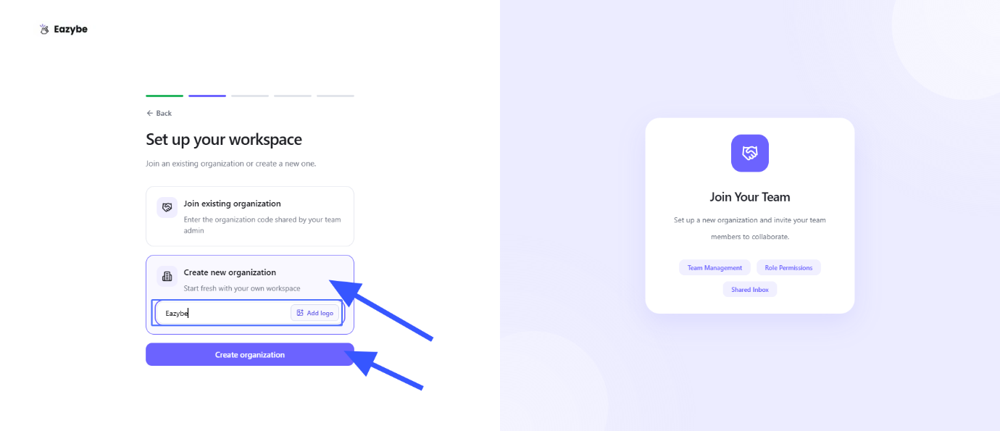 Eazybe
Back
Set up your workspace
Join an existing organization or create a new one.
Join existing organization
Enter the organization code shared by your team
admin
Create new organization
Start fresh with your own workspace
Eazybe
Add logo
Create organization
Join Your Team
Set up a new organization and invite your team
members to collaborate.
Team Management
Role Permissions
Shared Inbox